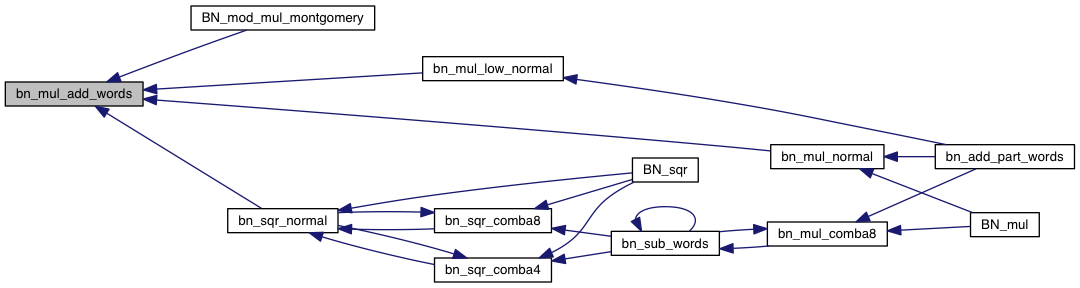 BN_mod_mul_montgomery
bn_mul_low_normal
bn_mul_add_words
bn_mul_normal
bn_add_part_words
BN_sqr
bn_sqr_normal
bn_sqr_comba8
BN_mul
bn_mul_comba8
bn_sub_words
bn_sqr_comba4